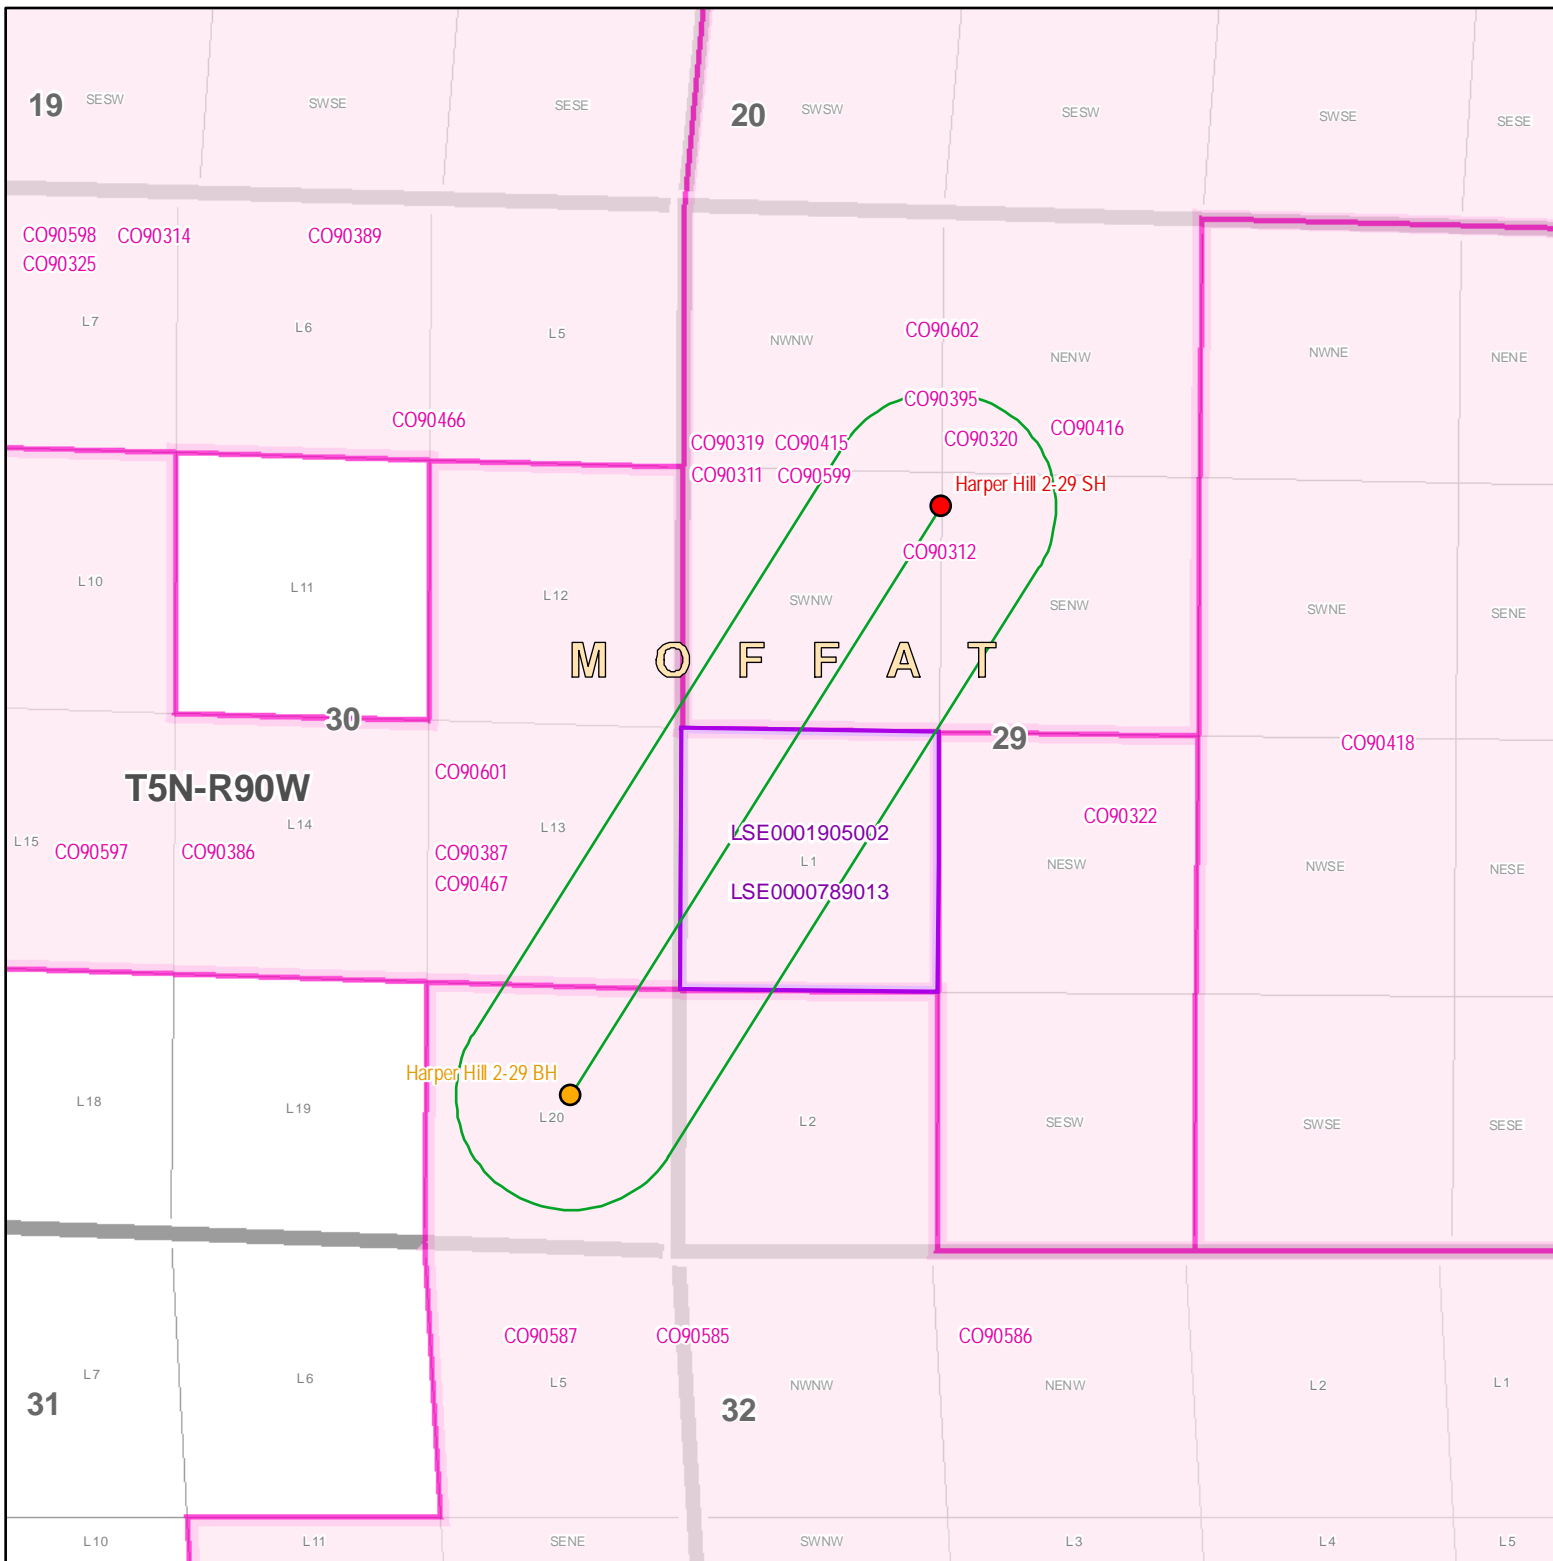 19 SESW SWSE SESE 20 SWSW SESW SWSE SESE
CO90598 CO90314 CO90389
CO90325
L7 L6 L5 NWNW CO90602 NENW NWNE NENE
CO90466
CO90395
CO90319 CO90415 CO90320 CO90416
CO90311 CO90599
Harper Hill 2-29 SH
CO90312
L10 L11 L12 SWNW SENW SWNE SENE
MOFFAT
30 29 CO90418
T5N-R90W CO90601
L15 L14 L13 LSE0001905002 CO90322
CO90597 CO90386 CO90387 L1 NESW NWSE NESE
CO90467 LSE0000789013
Harper Hill 2-29 BH
L18 L19 L20 L2 SESW SWSE SESE
CO90587 CO90585 CO90586
L7 L6 L5 NWNW NENW L2 L1
31 32
L10 L11 SENE SWNW L3 L4 L5